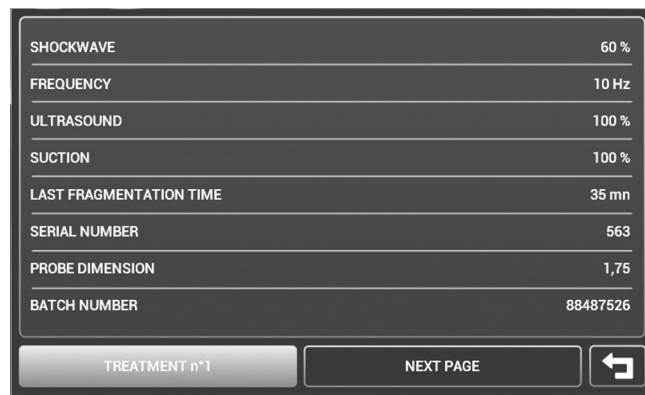 SHOCKWAVE 60 %
FREQUENCY 10 Hz
ULTRASOUND 100 %
SUCTION 100 %
LAST FRAGMENTATION TIME 35 mn
SERIAL NUMBER 563
PROBE DIMENSION 1,75
BATCH NUMBER 88487526
TREATMENT n°1 NEXT PAGE